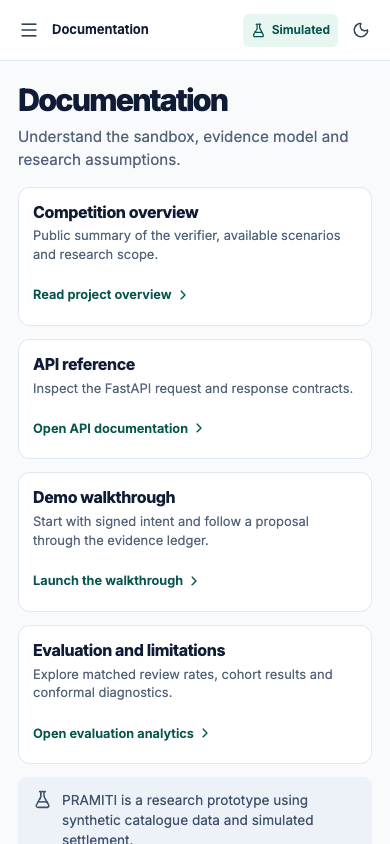 Documentation
Simulated
Documentation
Understand the sandbox, evidence model and
research assumptions.
Competition overview
Public summary of the verifier, available scenarios
and research scope.
Read project overview
API reference
Inspect the FastAPI request and response contracts.
Open API documentation
Demo walkthrough
Start with signed intent and follow a proposal
through the evidence ledger.
Launch the walkthrough
Evaluation and limitations
Explore matched review rates, cohort results and
conformal diagnostics.
Open evaluation analytics
PRAMITI is a research prototype using
synthetic catalogue data and simulated
settlement.